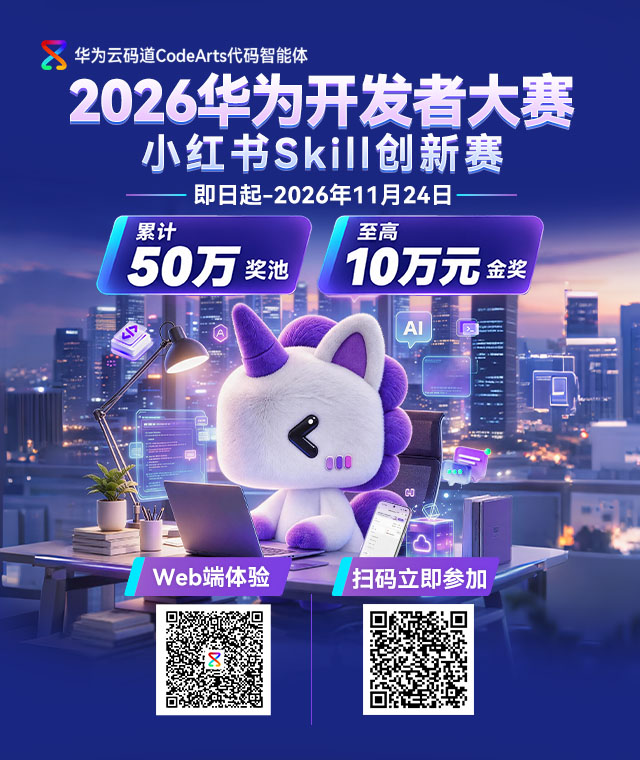 华为云码道CodeArts代码智能体
2026华为开发者大赛
小红书Skill创新赛
即日起-2026年11月24日
累计
50万 奖池
至高
10万元 金奖
AI
Web端体验
扫码立即参加